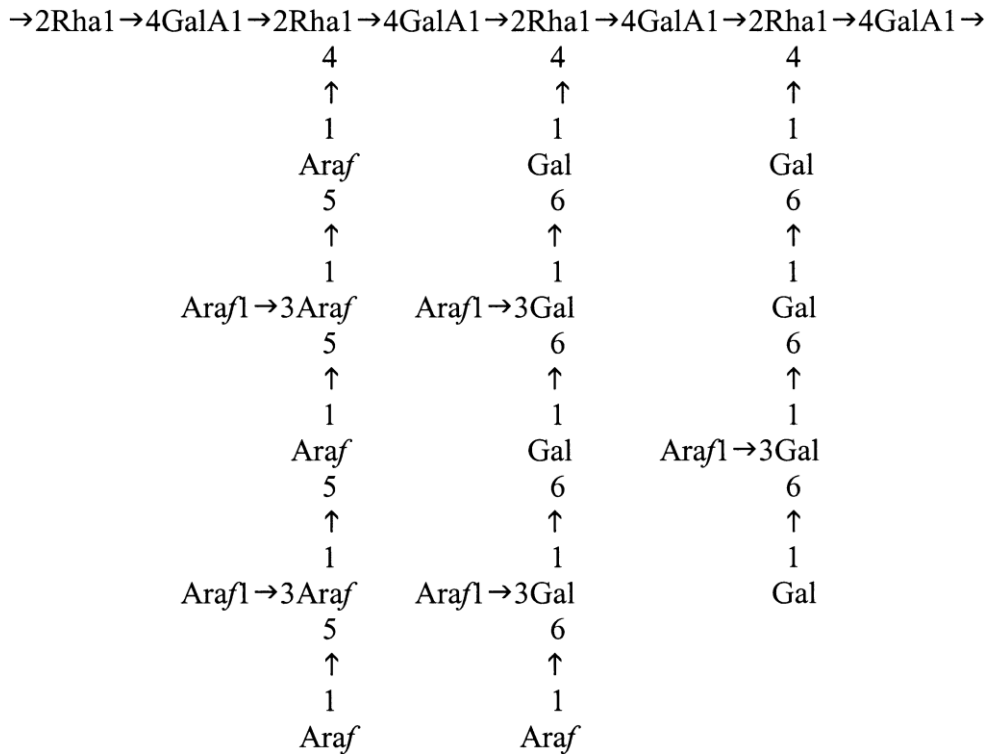 →2Rha1→4GalA1→2Rha1→4GalA1→2Rha1→4GalA1→2Rha1→4GalA1→
4 4 4
↑ ↑ ↑
1 1 1
Araf Gal Gal
5 6 6
↑ ↑ ↑
1 1 1
Araf1→3Araf Araf1→3Gal Gal
5 6 6
↑ ↑ ↑
1 1 1
Araf Gal Araf1→3Gal
5 6 6
↑ ↑ ↑
1 1 1
Araf1→3Araf Araf1→3Gal Gal
5 6
↑ ↑
1 1
Araf Araf